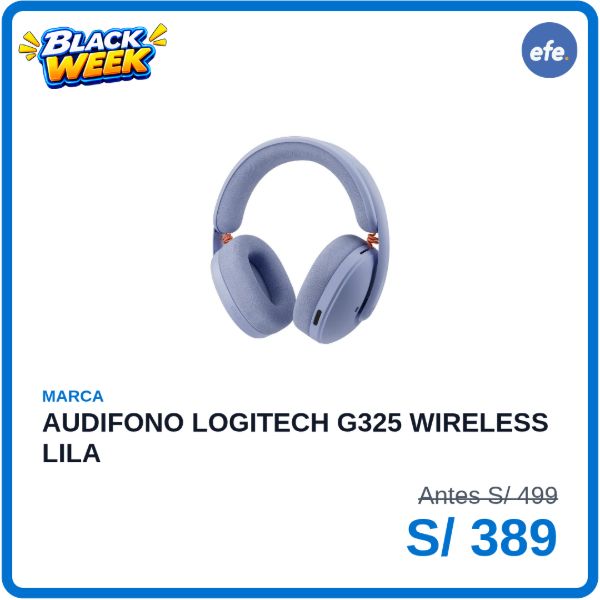 BLACK
WEEK
efe.
MARCA
AUDIFONO LOGITECH G325 WIRELESS
LILA
Antes S/ 499
S/ 389